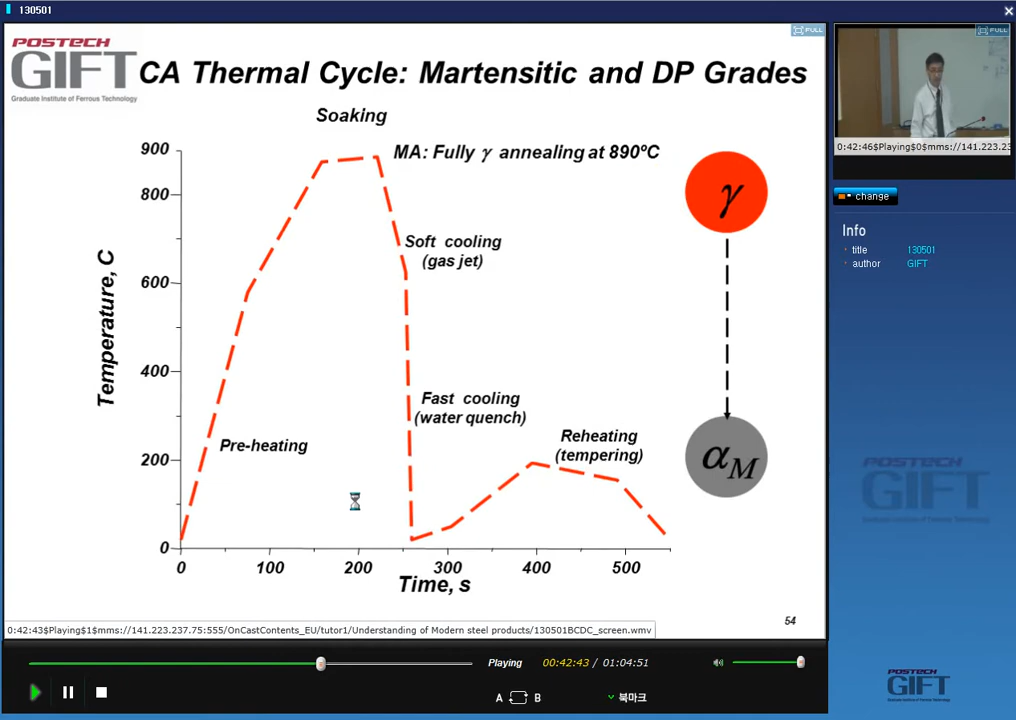 130501
FULL
POSTECH
GIFT
Graduate Institute of Ferrous Technology
CA Thermal Cycle: Martensitic and DP Grades
Soaking
MA: Fully γ annealing at 890ºC
900
800
600
400
200
0
Temperature, C
Soft cooling
(gas jet)
Fast cooling
(water quench)
Pre-heating
Reheating
(tempering)
γ
αM
0 100 200 300 400 500
Time, s
54
0:42:43$Playing$1$mms://141.223.237.75:555/OnCastContents_EU/tutor1/Understanding of Modern steel products/130501BCDC_screen.wmv
FULL
0:42:46$Playing$0$mms://141.223.23
change
Info
title 130501
author GIFT
POSTECH
GIFT
Playing 00:42:43 / 01:04:51
A B 북마크
POSTECH
GIFT